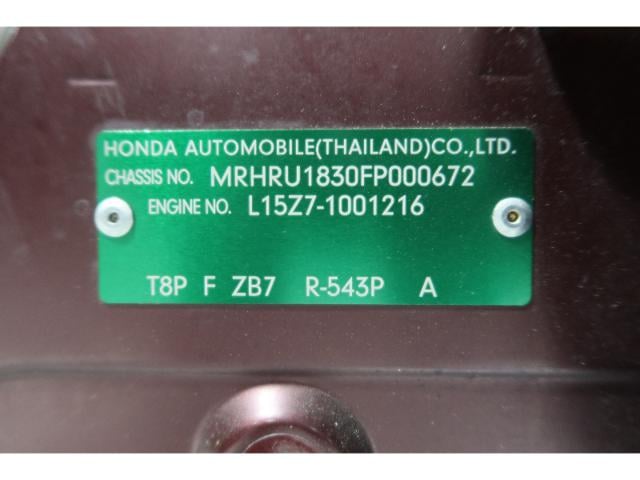 HONDA AUTOMOBILE(THAILAND)CO.,LTD.
CHASSIS NO. MRHRU1830FP000672
ENGINE NO. L15Z7-1001216
T8P F ZB7 R-543P A